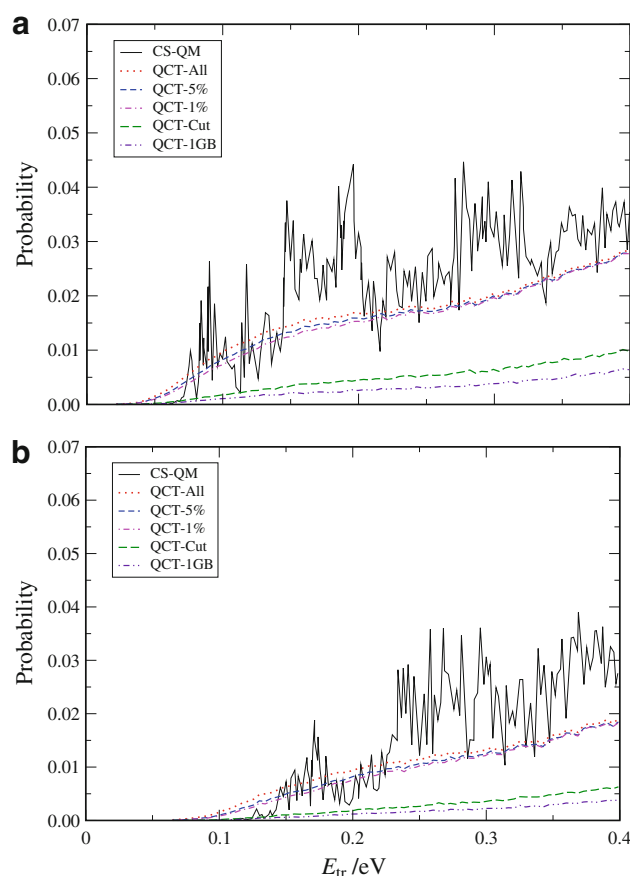 a
0.07
0.06
0.05
0.04
0.03
0.02
0.01
0.00
Probability
CS-QM
QCT-All
QCT-5%
QCT-1%
QCT-Cut
QCT-1GB
b
0.07
0.06
0.05
0.04
0.03
0.02
0.01
0.00
Probability
CS-QM
QCT-All
QCT-5%
QCT-1%
QCT-Cut
QCT-1GB
0 0.1 0.2 0.3 0.4
Etr /eV